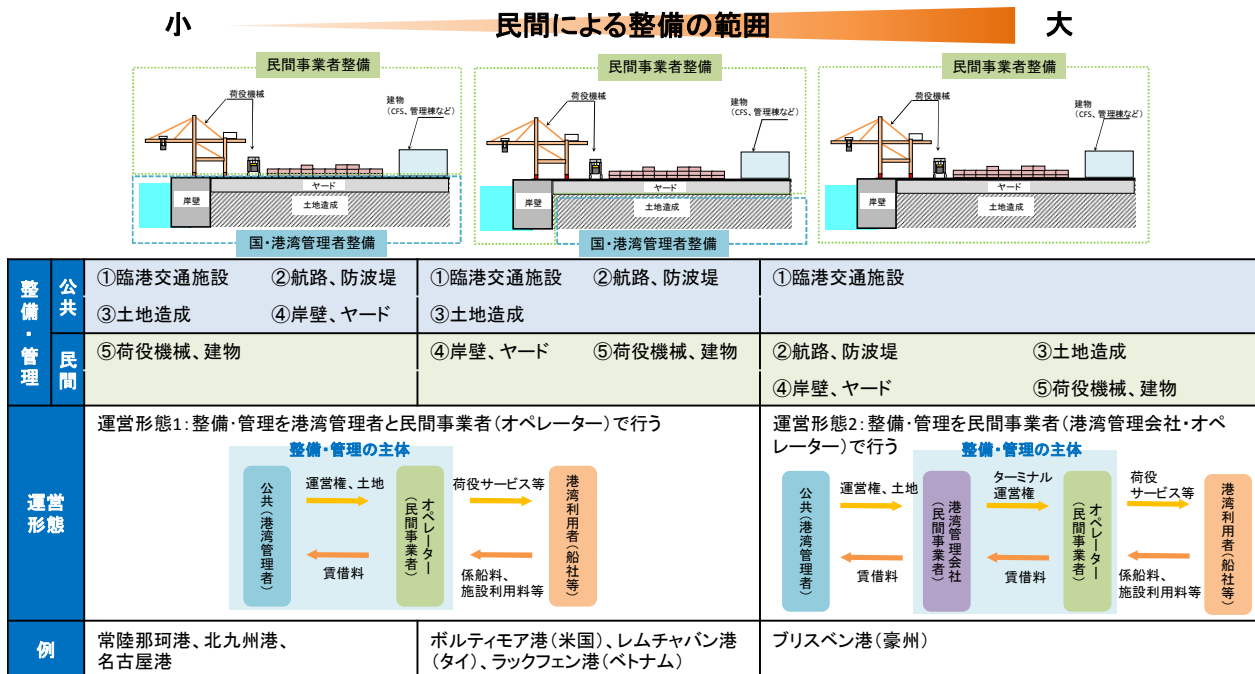 小
民間による整備の範囲
大
民間事業者整備
荷役機械
建物
(CFS、管理棟など)
ヤード
岸壁
土地造成
国・港湾管理者整備
民間事業者整備
荷役機械
建物
(CFS、管理棟など)
ヤード
岸壁
土地造成
国・港湾管理者整備
民間事業者整備
荷役機械
建物
(CFS、管理棟など)
ヤード
岸壁
土地造成
整備・管理
公共
①臨港交通施設 ②航路、防波堤
③土地造成 ④岸壁、ヤード
①臨港交通施設 ②航路、防波堤
③土地造成
①臨港交通施設
民間
⑤荷役機械、建物
④岸壁、ヤード ⑤荷役機械、建物
②航路、防波堤 ③土地造成
④岸壁、ヤード ⑤荷役機械、建物
運営
形態
運営形態1:整備・管理を港湾管理者と民間事業者(オペレーター)で行う
整備・管理の主体
公共(港湾管理者)
運営権、土地
賃借料
オペレーター
(民間事業者)
荷役サービス等
係船料、
施設利用料等
港湾利用者(船社等)
運営形態2:整備・管理を民間事業者(港湾管理会社・オペ
レーター)で行う
整備・管理の主体
公共(港湾管理者)
運営権、土地
賃借料
港湾管理会社
(民間事業者)
ターミナル
運営権
賃借料
オペレーター
(民間事業者)
荷役
サービス等
係船料、
施設利用料等
港湾利用者(船社等)
例
常陸那珂港、北九州港、
名古屋港
ボルティモア港(米国)、レムチャバン港
(タイ)、ラックフェン港(ベトナム)
ブリスベン港(豪州)